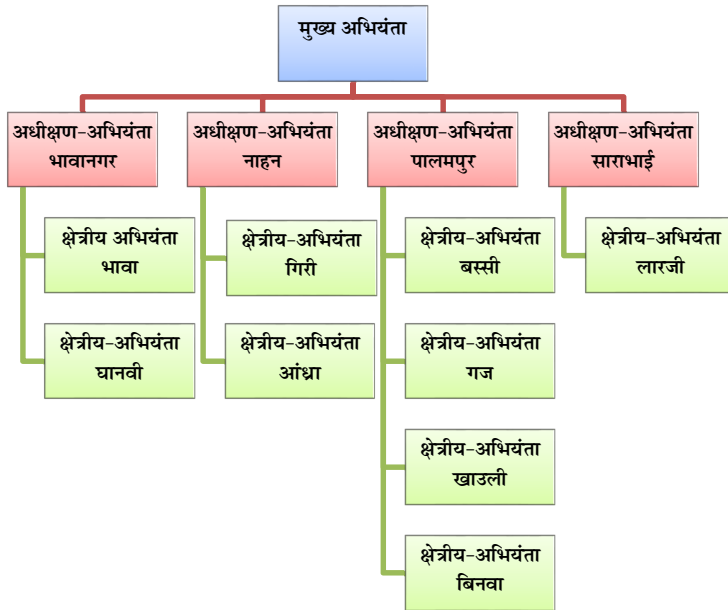 मुख्य अभियंता
अधीक्षण-अभियंता
भावानगर
अधीक्षण-अभियंता
नाहन
अधीक्षण-अभियंता
पालमपुर
अधीक्षण-अभियंता
साराभाई
क्षेत्रीय अभियंता
भावा
क्षेत्रीय-अभियंता
घानवी
क्षेत्रीय-अभियंता
गिरी
क्षेत्रीय-अभियंता
आंध्रा
क्षेत्रीय-अभियंता
बस्सी
क्षेत्रीय-अभियंता
गज
क्षेत्रीय-अभियंता
खाउली
क्षेत्रीय-अभियंता
बिनवा
क्षेत्रीय-अभियंता
लारजी